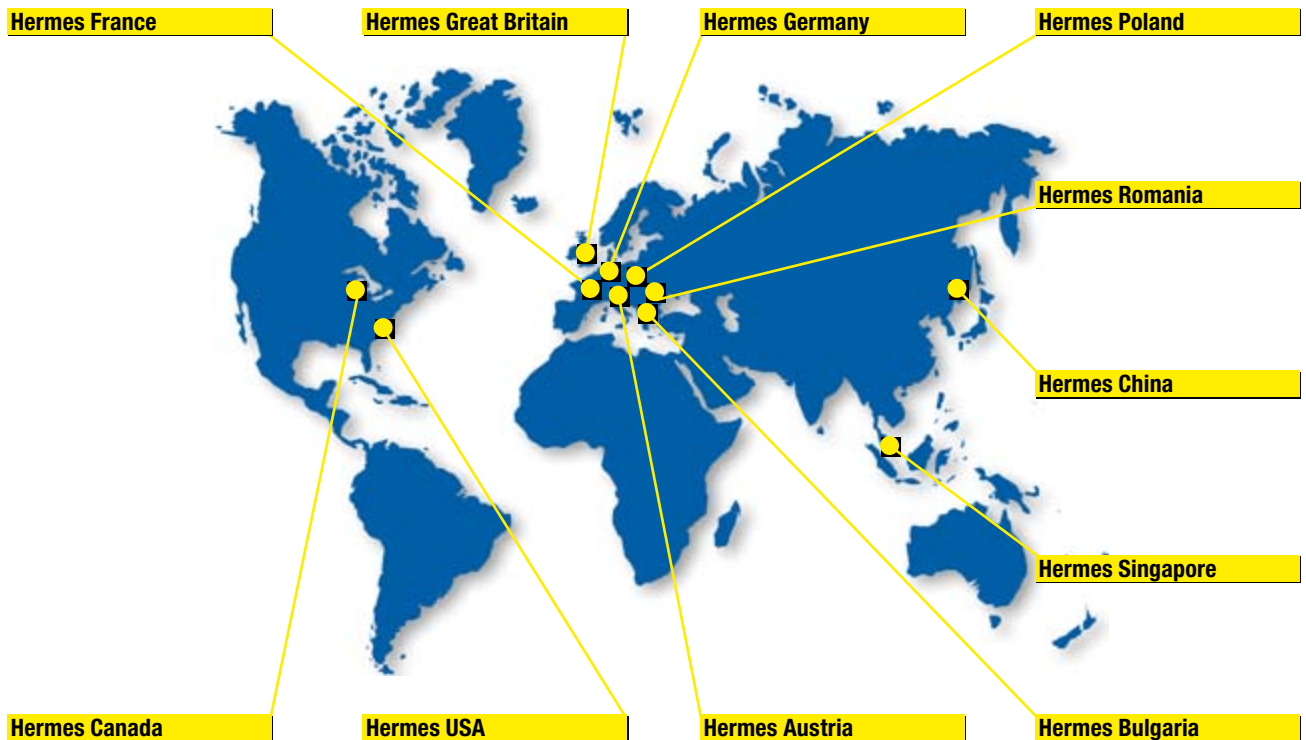 Hermes France
Hermes Great Britain
Hermes Germany
Hermes Poland
Hermes Romania
Hermes China
Hermes Singapore
Hermes Canada
Hermes USA
Hermes Austria
Hermes Bulgaria